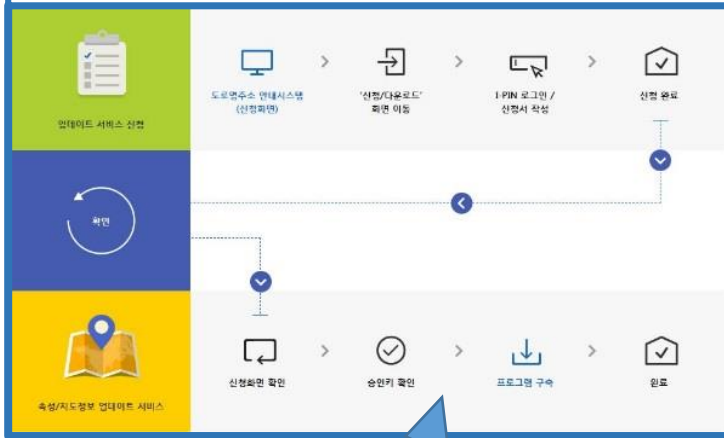 업데이트 서비스 신청
도로명주소 안내시스템
(신청화면)
'신청/다운로드'
화면 이동
I-PIN 로그인 /
신청서 작성
신청 완료
확인
속성/지도정보 업데이트 서비스
신청화면 확인
승인키 확인
프로그램 구축
완료